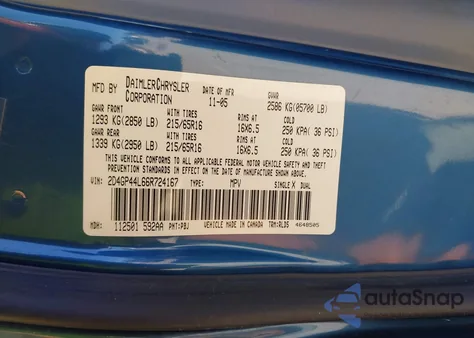 MFD BY DAIMLERCHRYSLER CORPORATION DATE OF MFR 11-05 GVWR 2586 KG(05700 LB)
GAWR FRONT WITH TIRES RIMS AT COLD
1293 KG(2850 LB) 215/65R16 16X6.5 250 KPA( 36 PSI)
GAWR REAR WITH TIRES RIMS AT COLD
1339 KG(2950 LB) 215/65R16 16X6.5 250 KPA( 36 PSI)
THIS VEHICLE CONFORMS TO ALL APPLICABLE FEDERAL MOTOR VEHICLE SAFETY AND THEFT
PREVENTION STANDARDS IN EFFECT ON THE DATE OF MANUFACTURE SHOWN ABOVE.
VIN: 2D4GP44L66R724167 TYPE: MPV SINGLE X DUAL
VEHICLE MADE IN CANADA 4648505
MDH: 112501 592AA PNT:PBJ TRM:RLDS
autoSnap